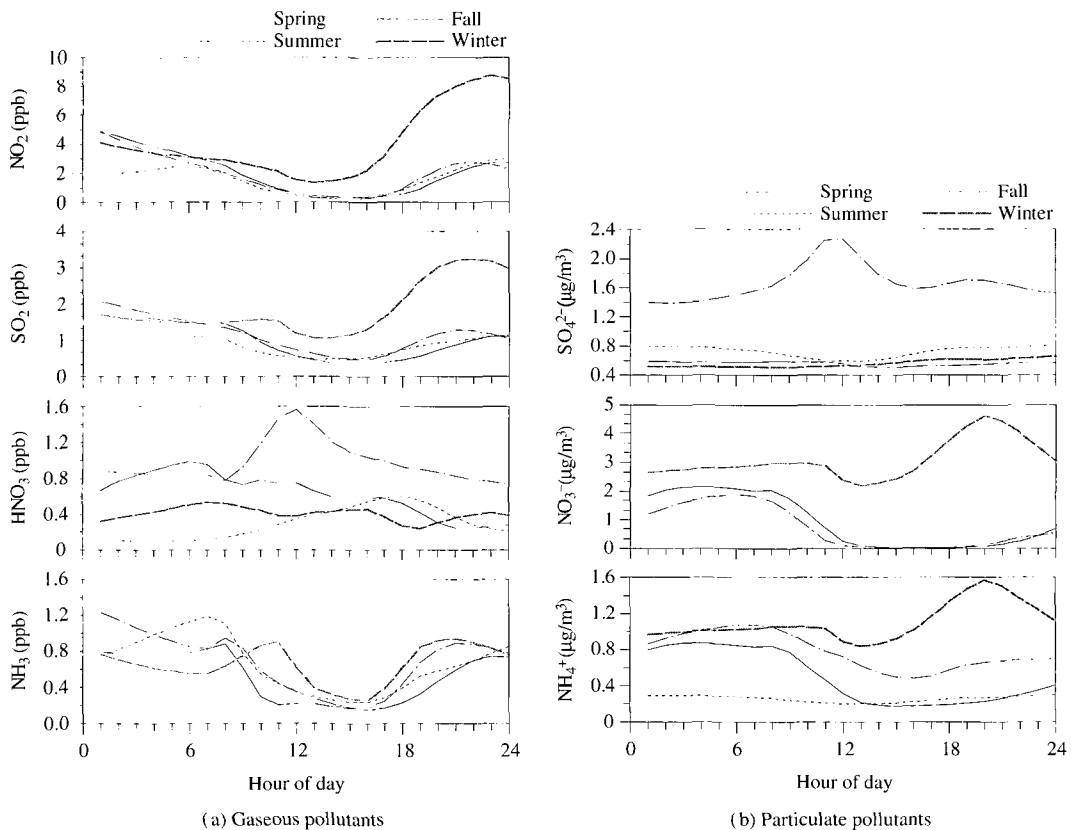 Spring Fall
Summer Winter
NO₂ (ppb)
10
8
6
4
2
0
SO₂ (ppb)
4
3
2
1
0
HNO₃ (ppb)
1.6
1.2
0.8
0.4
0
NH₃ (ppb)
1.6
1.2
0.8
0.4
0.0
0 6 12 18 24
Hour of day
(a) Gaseous pollutants
Spring Fall
Summer Winter
SO₄²⁻ (μg/m³)
2.4
2.0
1.6
1.2
0.8
0.4
NO₃⁻ (μg/m³)
5
4
3
2
1
0
NH₄⁺ (μg/m³)
1.6
1.2
0.8
0.4
0
0 6 12 18 24
Hour of day
(b) Particulate pollutants